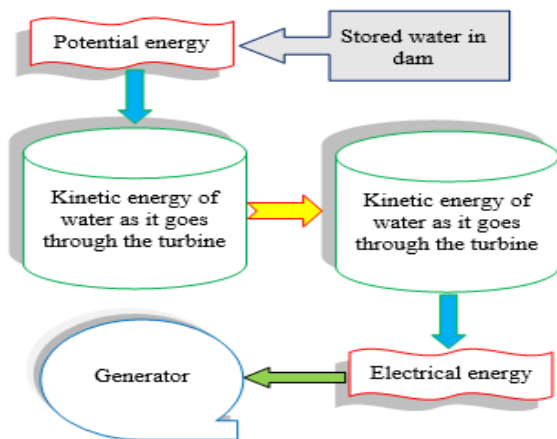 Potential energy
Stored water in
dam
Kinetic energy of
water as it goes
through the turbine
Kinetic energy of
water as it goes
through the turbine
Electrical energy
Generator